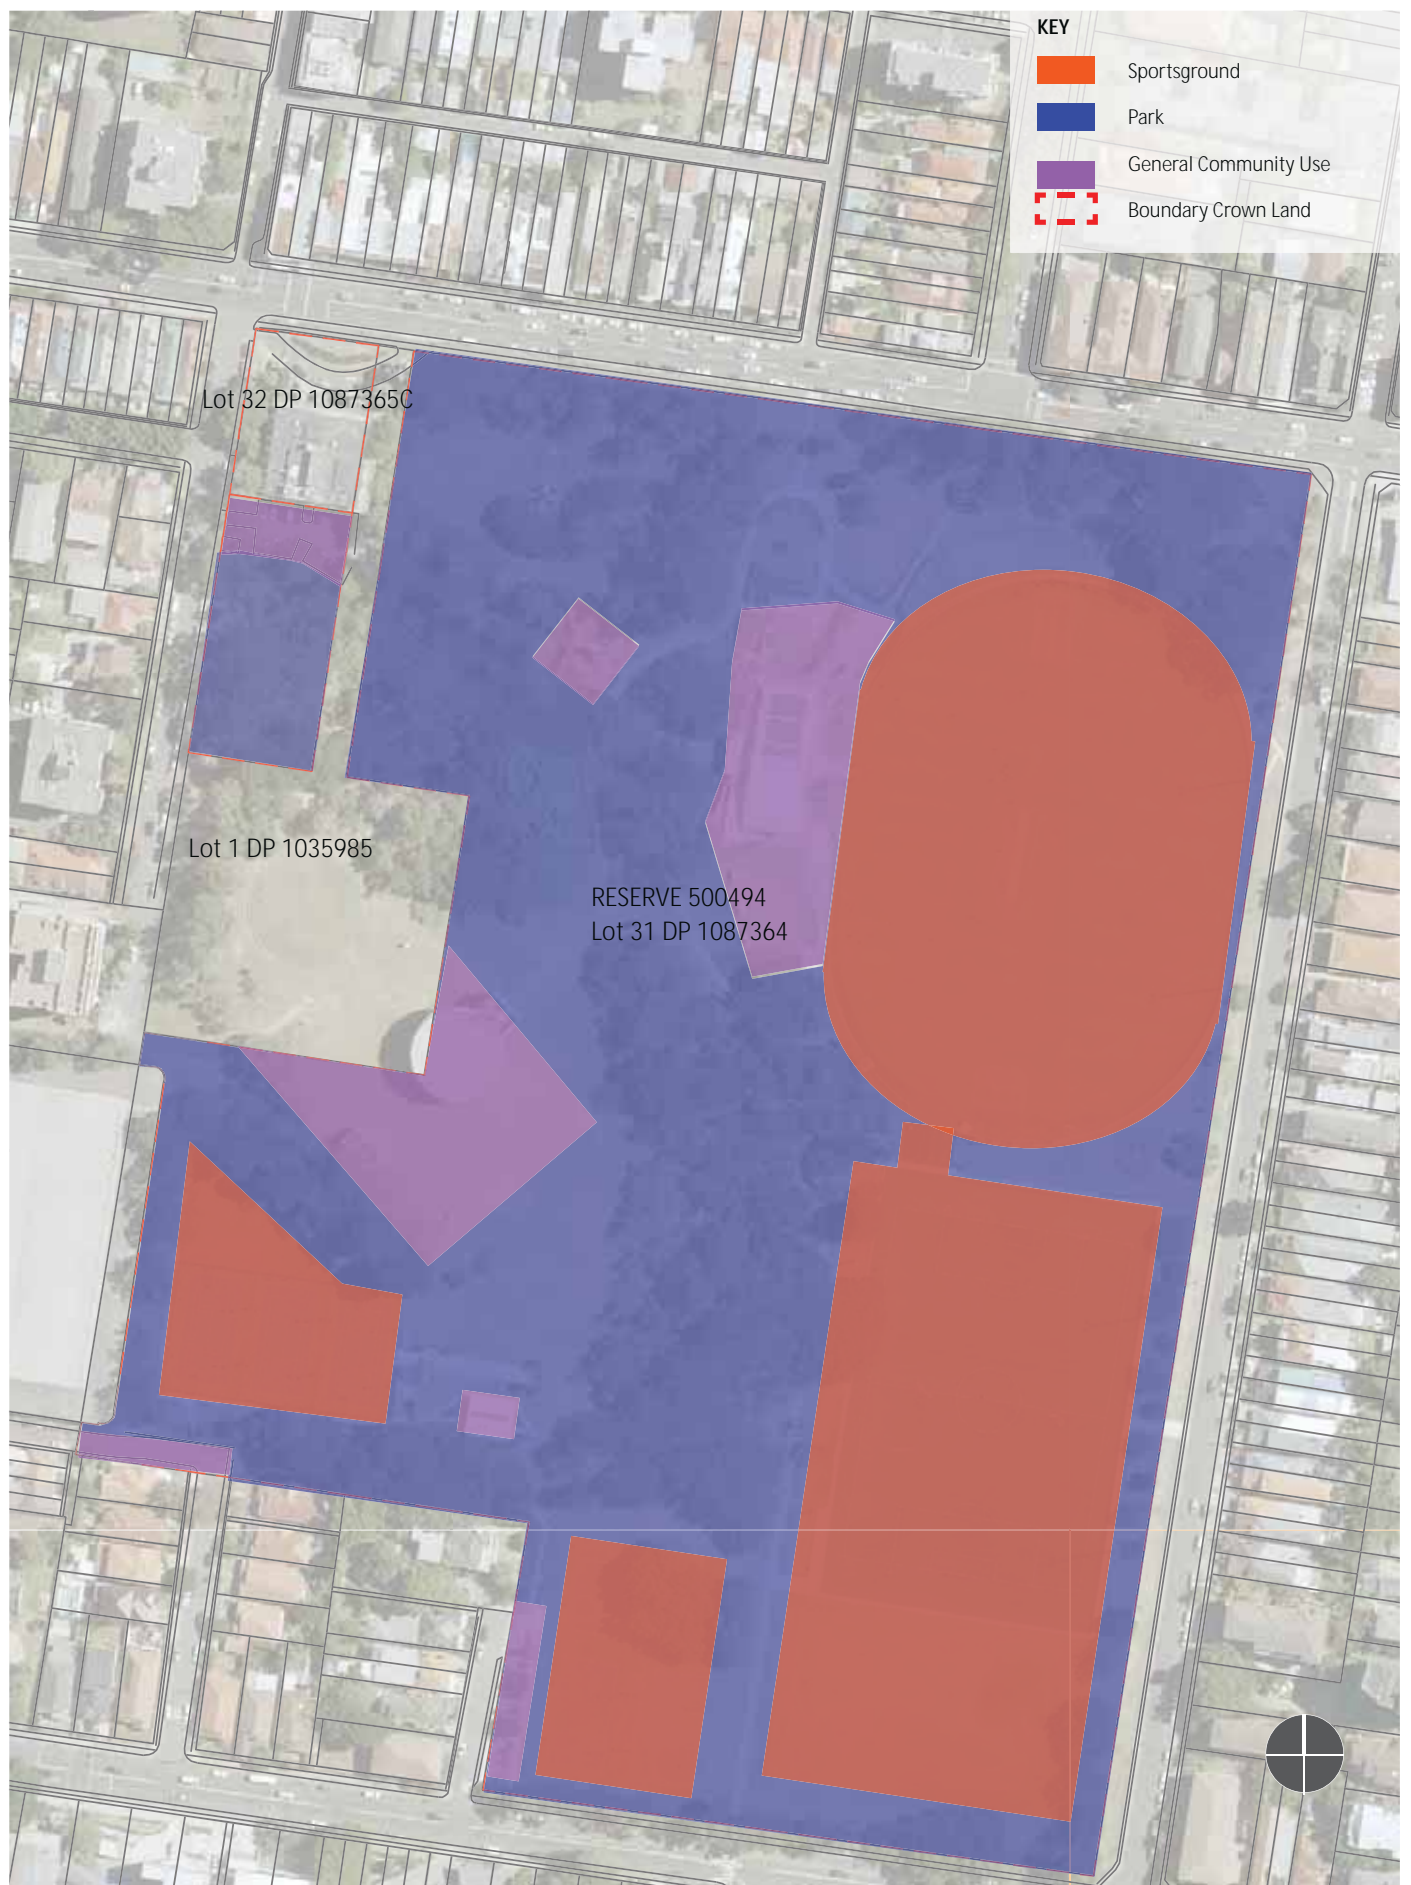 KEY
Sportsground
Park
General Community Use
Boundary Crown Land
Lot 32 DP 1087365C
Lot 1 DP 1035985
RESERVE 500494
Lot 31 DP 1087364